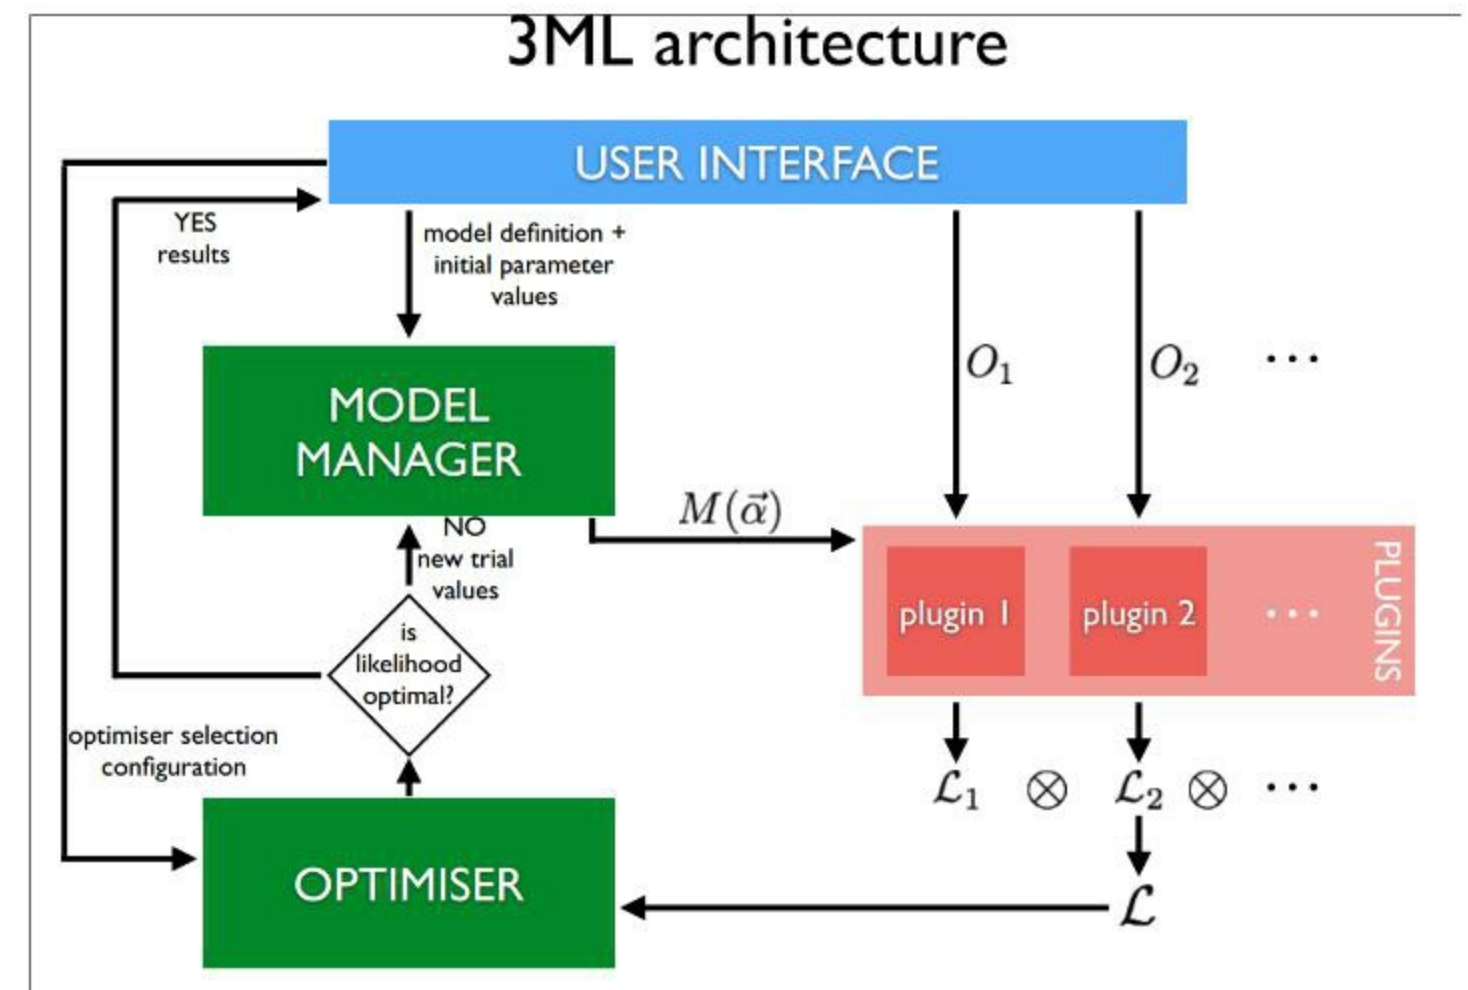 3ML architecture
USER INTERFACE
YES
results
model definition +
initial parameter
values
O₁
O₂
...
MODEL
MANAGER
M(α⃗)
NO
new trial
values
is
likelihood
optimal?
plugin 1
plugin 2
...
PLUGINS
optimiser selection
configuration
ℒ₁ ⊗ ℒ₂ ⊗ ...
OPTIMISER
ℒ